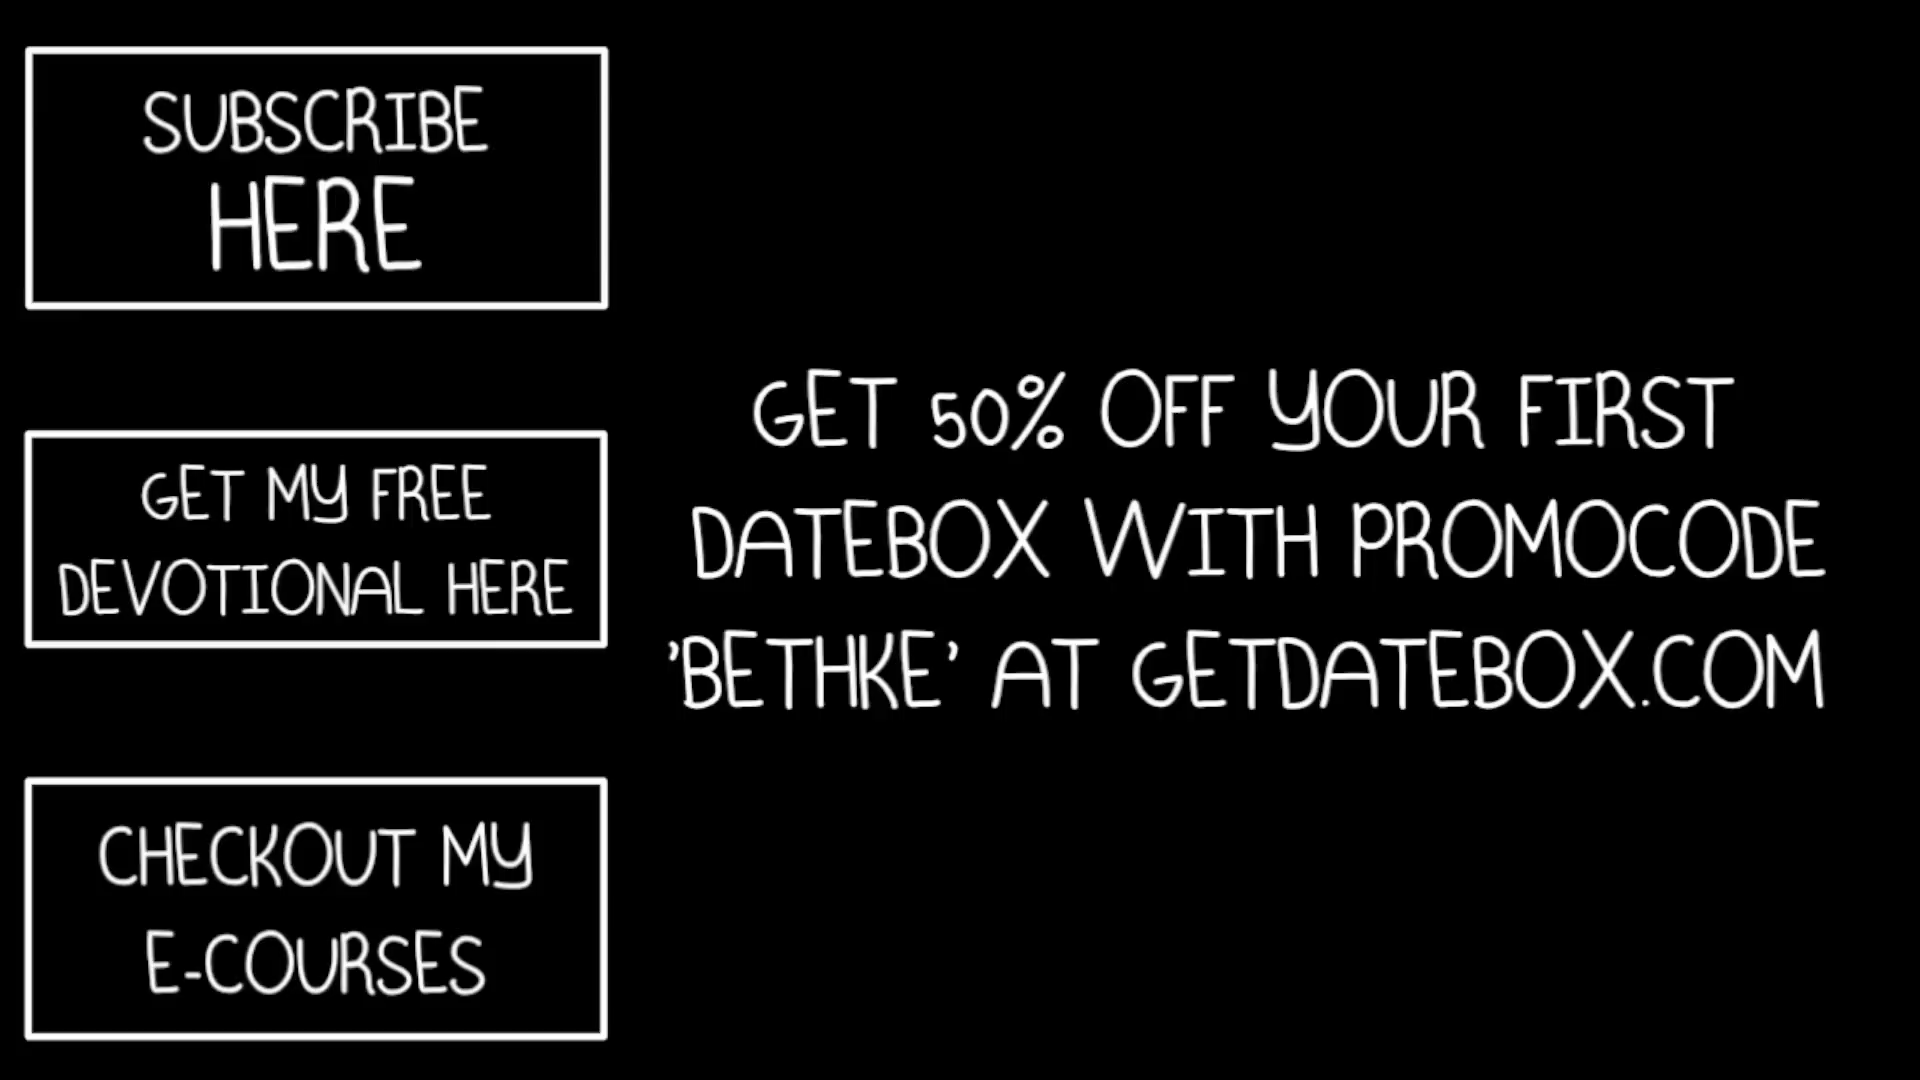 SUBSCRIBE
HERE
GET MY FREE
DEVOTIONAL HERE
CHECKOUT MY
E-COURSES
GET 50% OFF YOUR FIRST
DATEBOX WITH PROMOCODE
'BETHKE' AT GETDATEBOX.COM